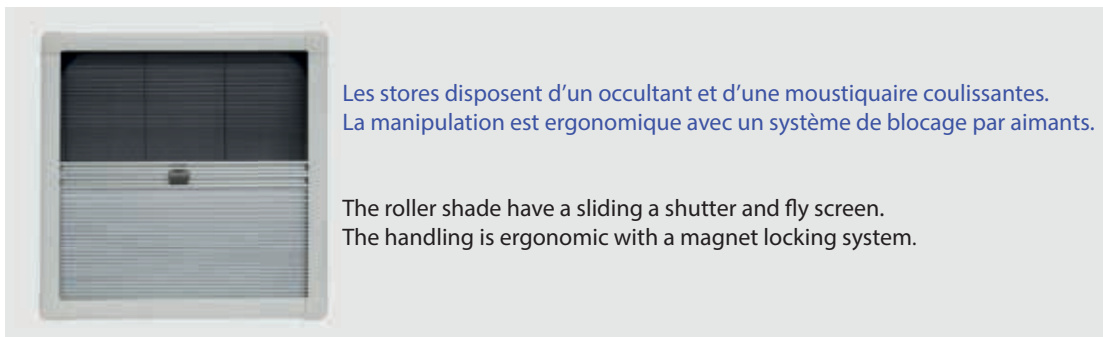 Les stores disposent d'un occultant et d'une moustiquaire coulissantes.
La manipulation est ergonomique avec un système de blocage par aimants.
The roller shade have a sliding a shutter and fly screen.
The handling is ergonomic with a magnet locking system.